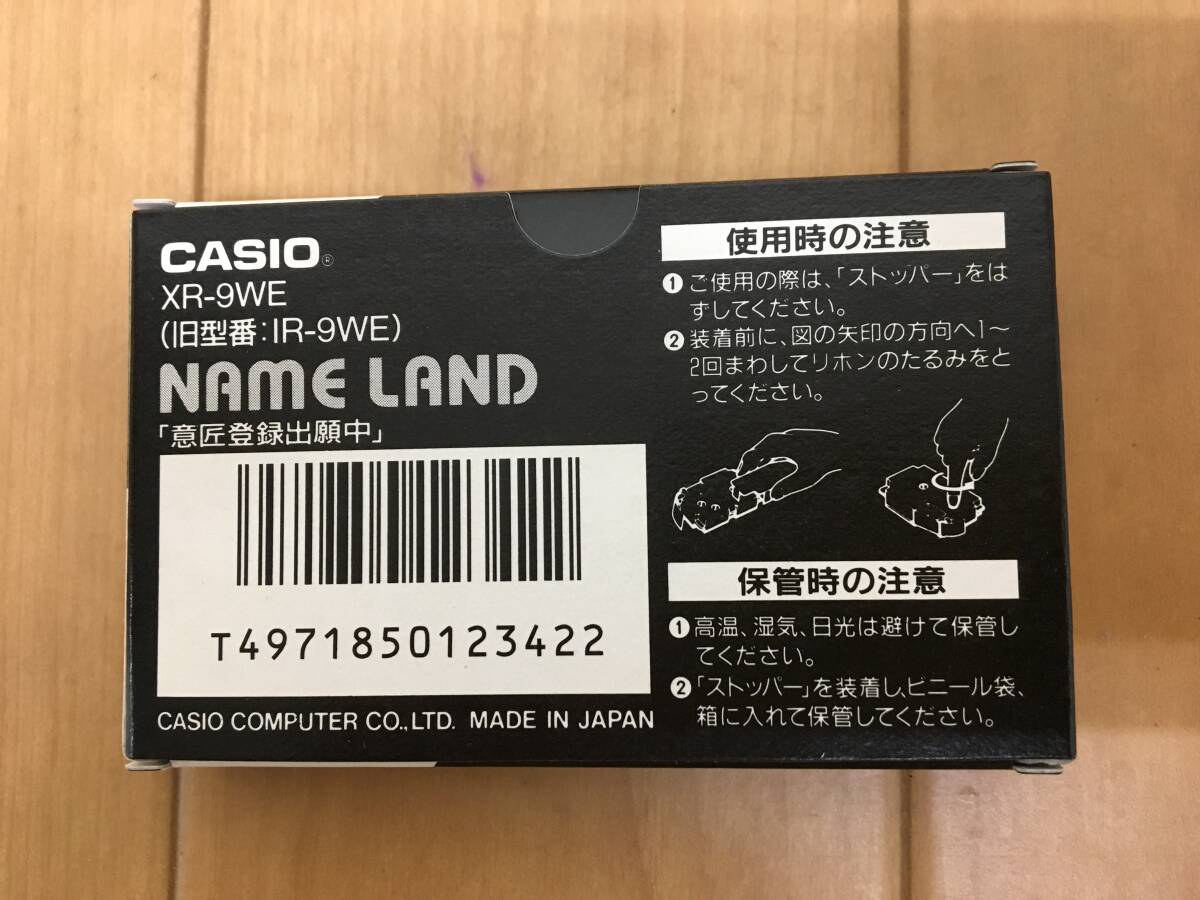 CASIO®
XR-9WE
(旧型番:IR-9WE)
NAME LAND
「意匠登録出願中」
T4971850123422
CASIO COMPUTER CO.,LTD. MADE IN JAPAN
使用時の注意
❶ご使用の際は、「ストッパー」をは
ずしてください。
❷装着前に、図の矢印の方向へ1〜
2回まわしてリボンのたるみをと
ってください。
保管時の注意
❶高温、湿気、日光は避けて保管し
てください。
❷「ストッパー」を装着し、ビニール袋、
箱に入れて保管してください。